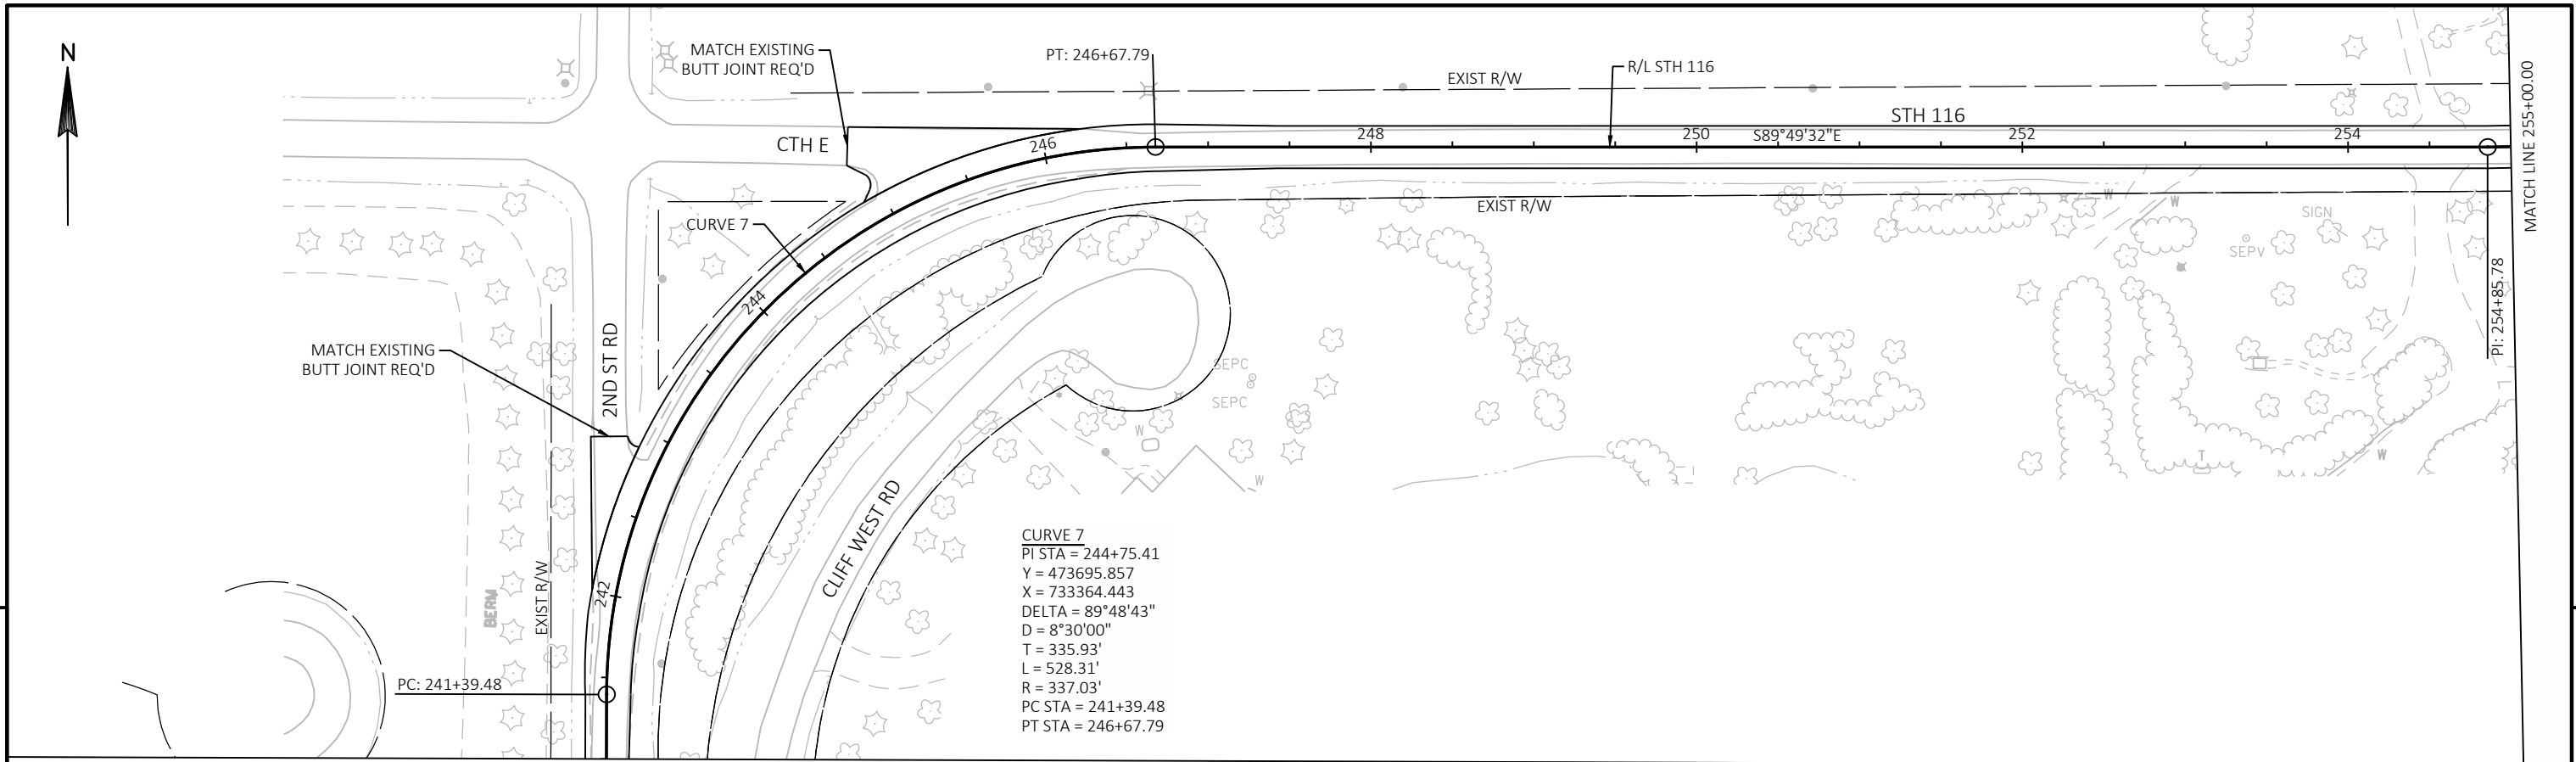 N
MATCH EXISTING
BUTT JOINT REQ'D
PT: 246+67.79
EXIST R/W
R/L STH 116
STH 116
CTH E
246
248
250
S89°49'32"E
252
254
MATCH LINE 255+00.00
EXIST R/W
CURVE 7
W
W
SIGN
SEPV
PI: 254+85.78
244
MATCH EXISTING
BUTT JOINT REQ'D
2ND ST RD
SEPC
SEPC
W
W
T
W
CLIFF WEST RD
242
BERM
EXIST R/W
PC: 241+39.48
CURVE 7
PI STA = 244+75.41
Y = 473695.857
X = 733364.443
DELTA = 89°48'43"
D = 8°30'00"
T = 335.93'
L = 528.31'
R = 337.03'
PC STA = 241+39.48
PT STA = 246+67.79